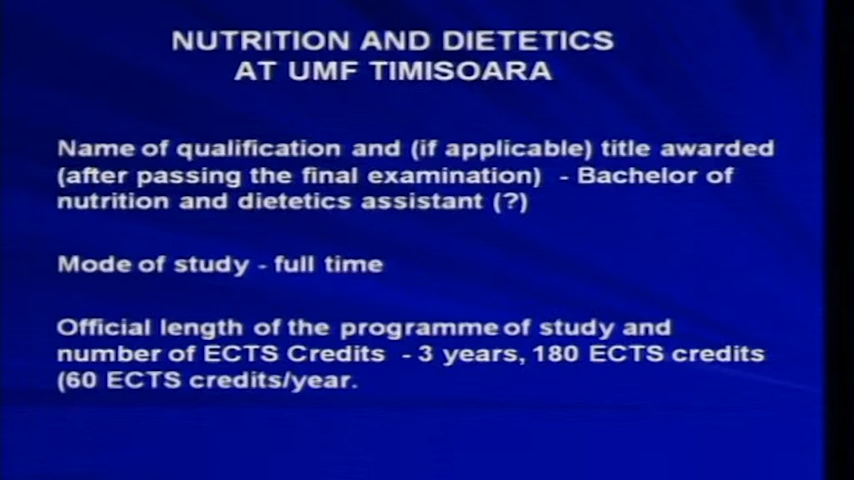 NUTRITION AND DIETETICS
AT UMF TIMISOARA
Name of qualification and (if applicable) title awarded
(after passing the final examination) - Bachelor of
nutrition and dietetics assistant (?)
Mode of study - full time
Official length of the programme of study and
number of ECTS Credits - 3 years, 180 ECTS credits
(60 ECTS credits/year.